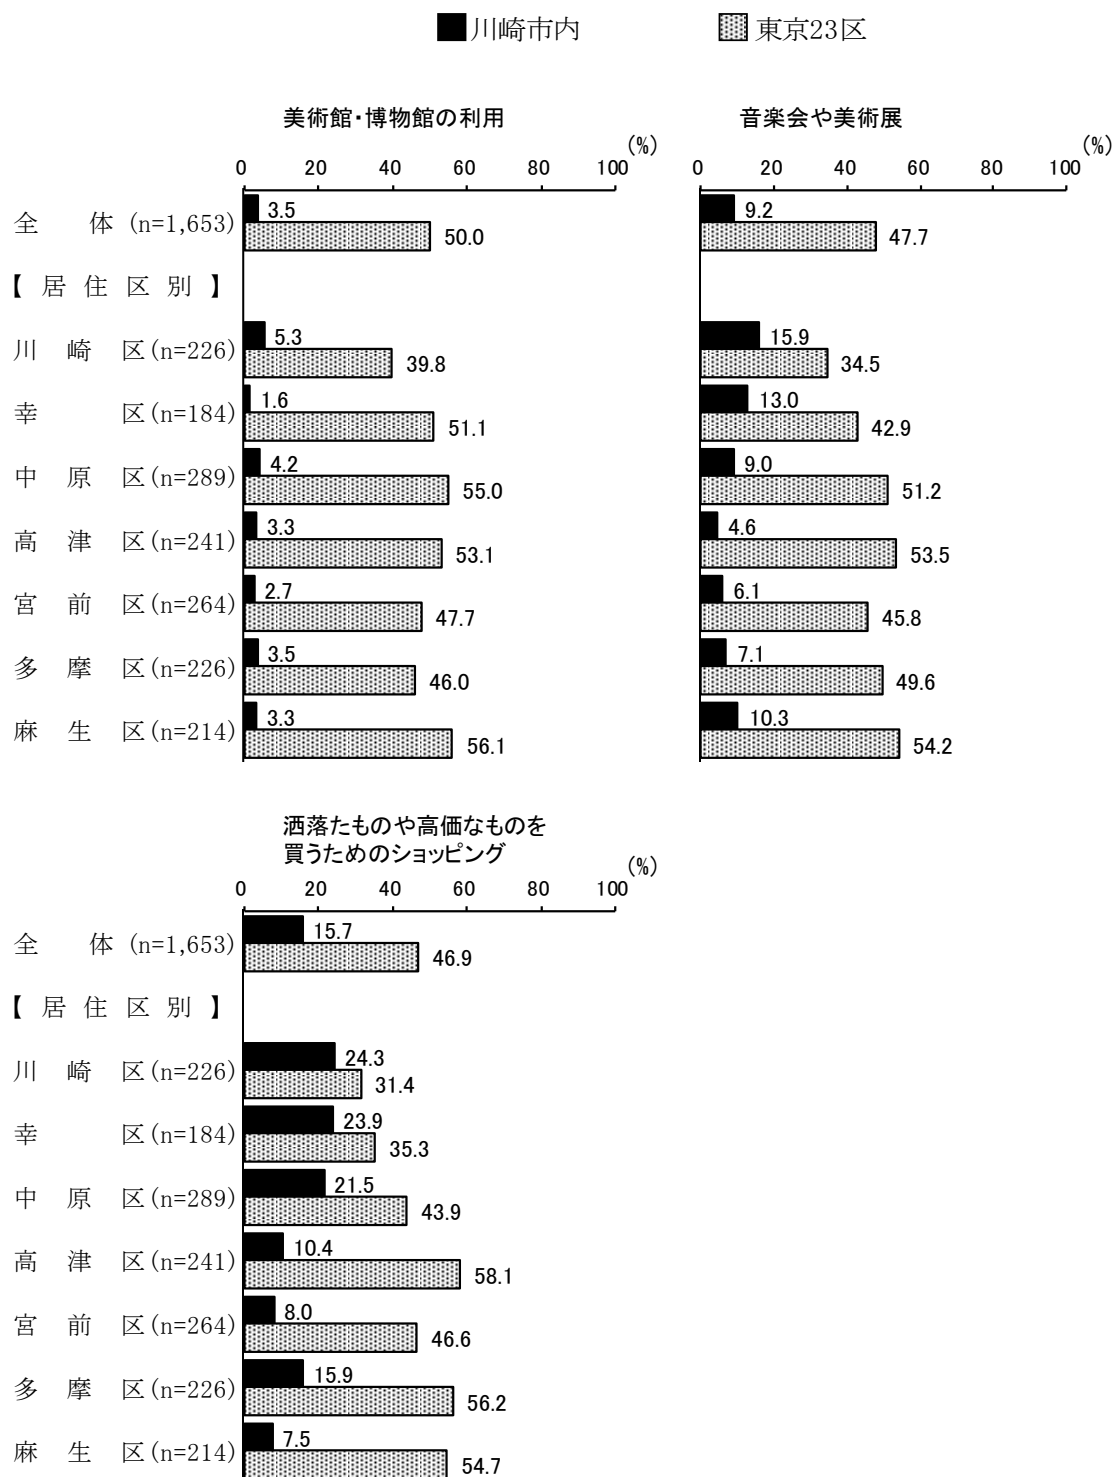 川崎市内 東京23区
美術館・博物館の利用
(%)
0 20 40 60 80 100
全 体 (n=1,653) 3.5 50.0
【 居 住 区 別 】
川 崎 区(n=226) 5.3 39.8
幸 区(n=184) 1.6 51.1
中 原 区(n=289) 4.2 55.0
高 津 区(n=241) 3.3 53.1
宮 前 区(n=264) 2.7 47.7
多 摩 区(n=226) 3.5 46.0
麻 生 区(n=214) 3.3 56.1
音楽会や美術展
(%)
0 20 40 60 80 100
9.2 47.7
15.9 34.5
13.0 42.9
9.0 51.2
4.6 53.5
6.1 45.8
7.1 49.6
10.3 54.2
洒落たものや高価なものを
買うためのショッピング
(%)
0 20 40 60 80 100
全 体 (n=1,653) 15.7 46.9
【 居 住 区 別 】
川 崎 区(n=226) 24.3 31.4
幸 区(n=184) 23.9 35.3
中 原 区(n=289) 21.5 43.9
高 津 区(n=241) 10.4 58.1
宮 前 区(n=264) 8.0 46.6
多 摩 区(n=226) 15.9 56.2
麻 生 区(n=214) 7.5 54.7